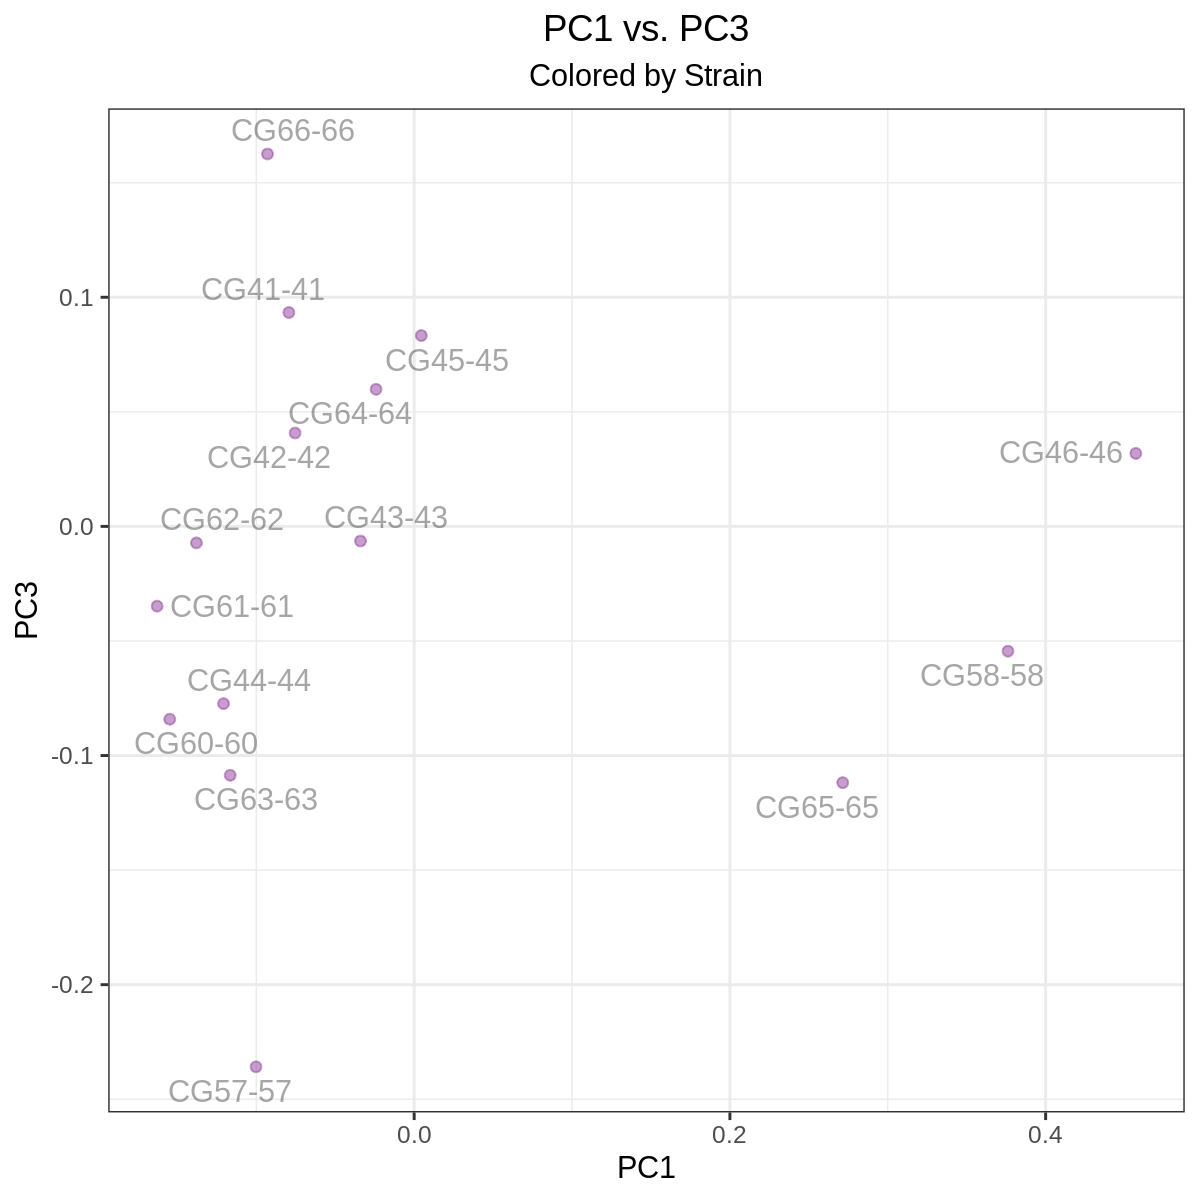 PC1 vs. PC3
Colored by Strain
CG66-66
CG41-41
0.1
CG45-45
CG64-64
CG46-46
CG42-42
CG62-62
CG43-43
0.0
CG61-61
PC3
CG58-58
CG44-44
CG60-60
-0.1
CG63-63
CG65-65
-0.2
CG57-57
0.0
0.2
0.4
PC1